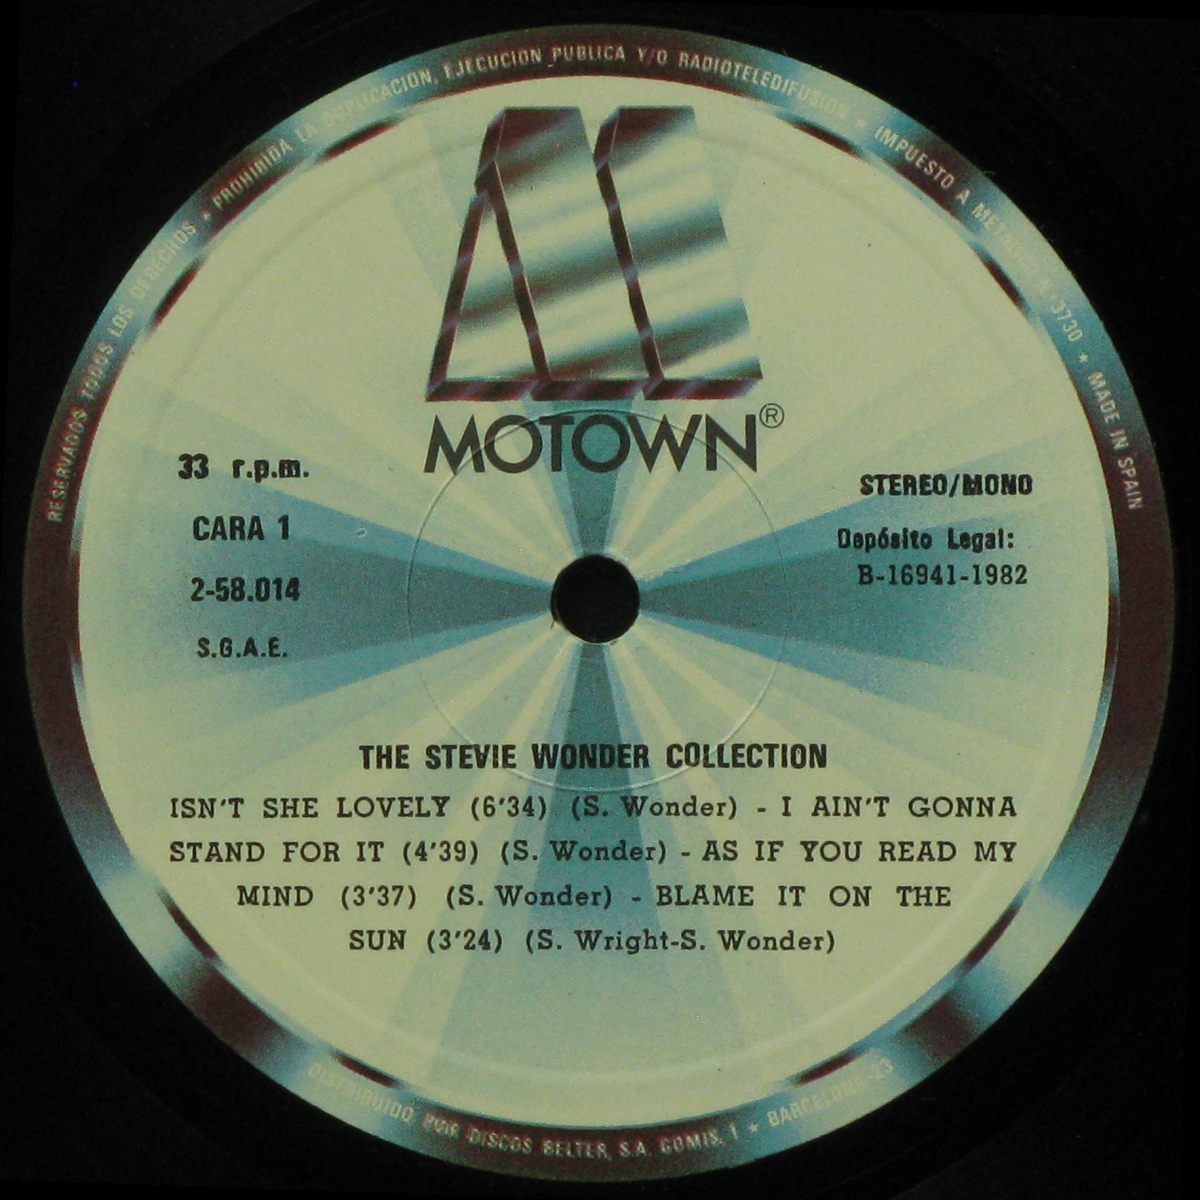 RESERVADOS TODOS LOS DERECHOS * PROHIBIDA LA DUPLICACION, EJECUCION PUBLICA Y/O RADIOTELEDIFUSION * IMPUESTO A METALICO 3730 * MADE IN SPAIN
MOTOWN®
33 r.p.m.
CARA 1
2-58.014
S.G.A.E.
STEREO/MONO
Depósito Legal:
B-16941-1982
THE STEVIE WONDER COLLECTION
ISN'T SHE LOVELY (6'34) (S. Wonder) - I AIN'T GONNA
STAND FOR IT (4'39) (S. Wonder) - AS IF YOU READ MY
MIND (3'37) (S. Wonder) - BLAME IT ON THE
SUN (3'24) (S. Wright-S. Wonder)
DISTRIBUIDO POR DISCOS BELTER, S.A. GOMIS, 1 * BARCELONA-23